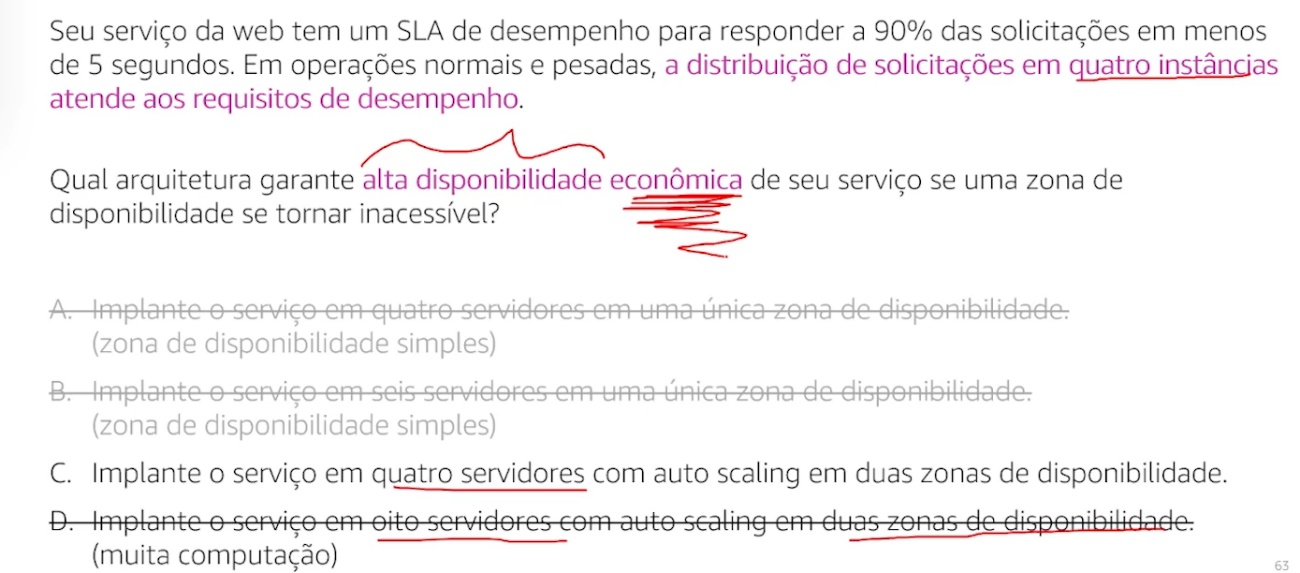 Seu serviço da web tem um SLA de desempenho para responder a 90% das solicitações em menos
de 5 segundos. Em operações normais e pesadas, a distribuição de solicitações em quatro instâncias
atende aos requisitos de desempenho.
Qual arquitetura garante alta disponibilidade econômica de seu serviço se uma zona de
disponibilidade se tornar inacessível?
A. Implante o serviço em quatro servidores em uma única zona de disponibilidade.
(zona de disponibilidade simples)
B. Implante o serviço em seis servidores em uma única zona de disponibilidade.
(zona de disponibilidade simples)
C. Implante o serviço em quatro servidores com auto scaling em duas zonas de disponibilidade.
D. Implante o serviço em oito servidores com auto scaling em duas zonas de disponibilidade.
(muita computação)
63